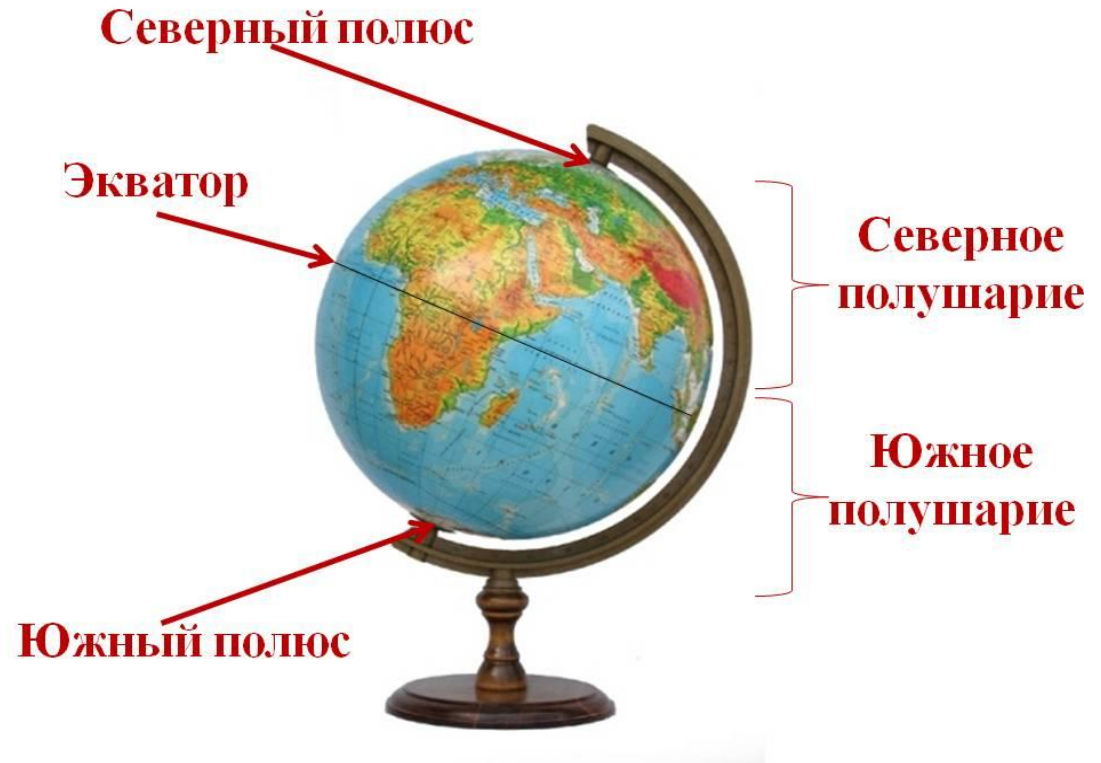 Северный полюс
Экватор
Северное
полушарие
Южное
полушарие
Южный полюс